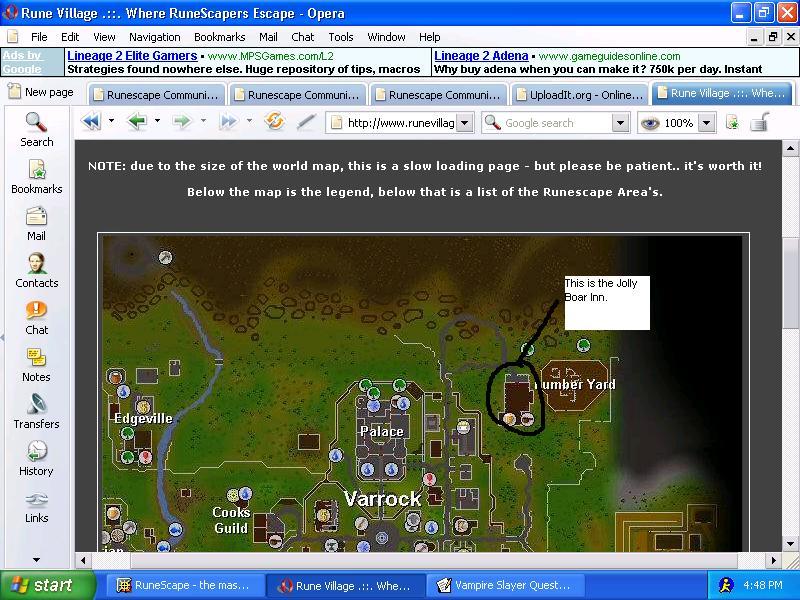 Rune Village .::. Where RuneScapers Escape - Opera
File Edit View Navigation Bookmarks Mail Chat Tools Window Help
Ads by Google
Lineage 2 Elite Gamers • www.MPSGames.com/L2
Strategies found nowhere else. Huge repository of tips, macros
Lineage 2 Adena • www.gameguidesonline.com
Why buy adena when you can make it? 750k per day. Instant
New page
Runescape Communi...
Runescape Communi...
Runescape Communi...
UploadIt.org - Online...
Rune Village .::. Whe...
http://www.runevillag
Google search
100%
Search
Bookmarks
Mail
Contacts
Chat
Notes
Transfers
History
Links
NOTE: due to the size of the world map, this is a slow loading page - but please be patient.. it's worth it!
Below the map is the legend, below that is a list of the Runescape Area's.
This is the Jolly
Boar Inn.
Lumber Yard
Edgeville
Palace
Varrock
Cooks
Guild
start
RuneScape - the mas...
Rune Village .::. Whe...
Vampire Slayer Quest...
4:48 PM